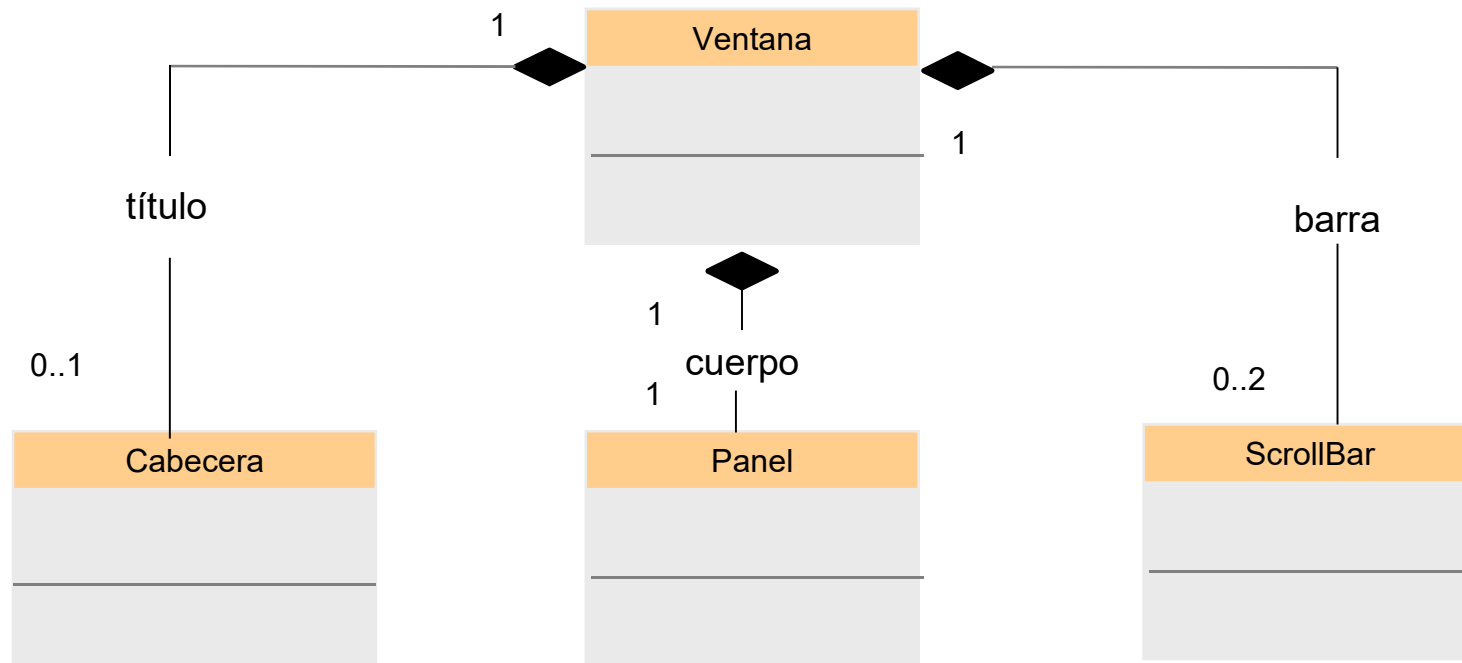 1
Ventana
1
título
barra
1
cuerpo
0..1
1
0..2
Cabecera
Panel
ScrollBar